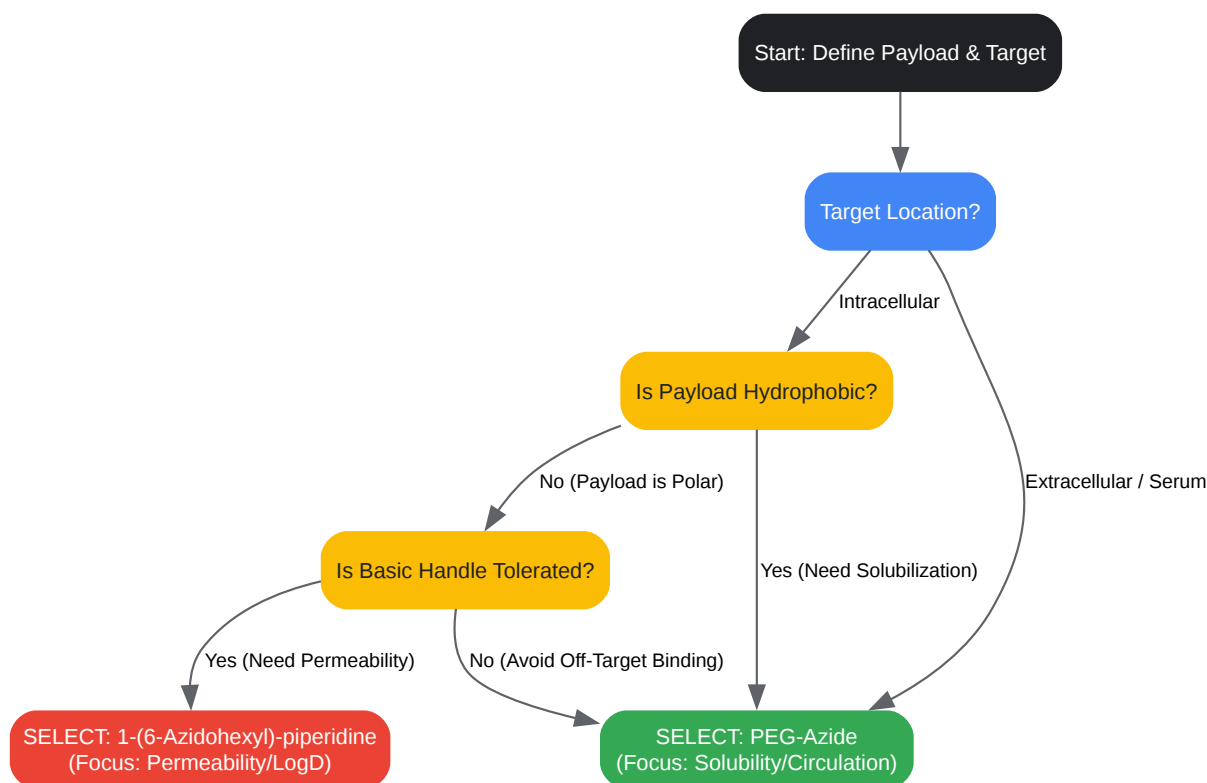 Start: Define Payload & Target
Target Location?
Intracellular
Is Payload Hydrophobic?
No (Payload is Polar)
Extracellular / Serum
Is Basic Handle Tolerated?
Yes (Need Solubilization)
Yes (Need Permeability)
No (Avoid Off-Target Binding)
SELECT: 1-(6-Azidohexyl)-piperidine
(Focus: Permeability/LogD)
SELECT: PEG-Azide
(Focus: Solubility/Circulation)